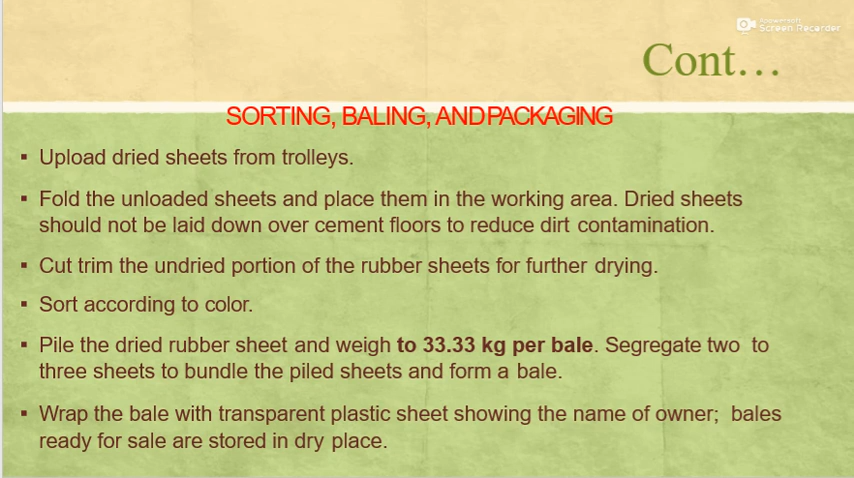 Screen Recorder
Cont…
SORTING, BALING, AND PACKAGING
▪ Upload dried sheets from trolleys.
▪ Fold the unloaded sheets and place them in the working area. Dried sheets
should not be laid down over cement floors to reduce dirt contamination.
▪ Cut trim the undried portion of the rubber sheets for further drying.
▪ Sort according to color.
▪ Pile the dried rubber sheet and weigh to 33.33 kg per bale. Segregate two to
three sheets to bundle the piled sheets and form a bale.
▪ Wrap the bale with transparent plastic sheet showing the name of owner; bales
ready for sale are stored in dry place.